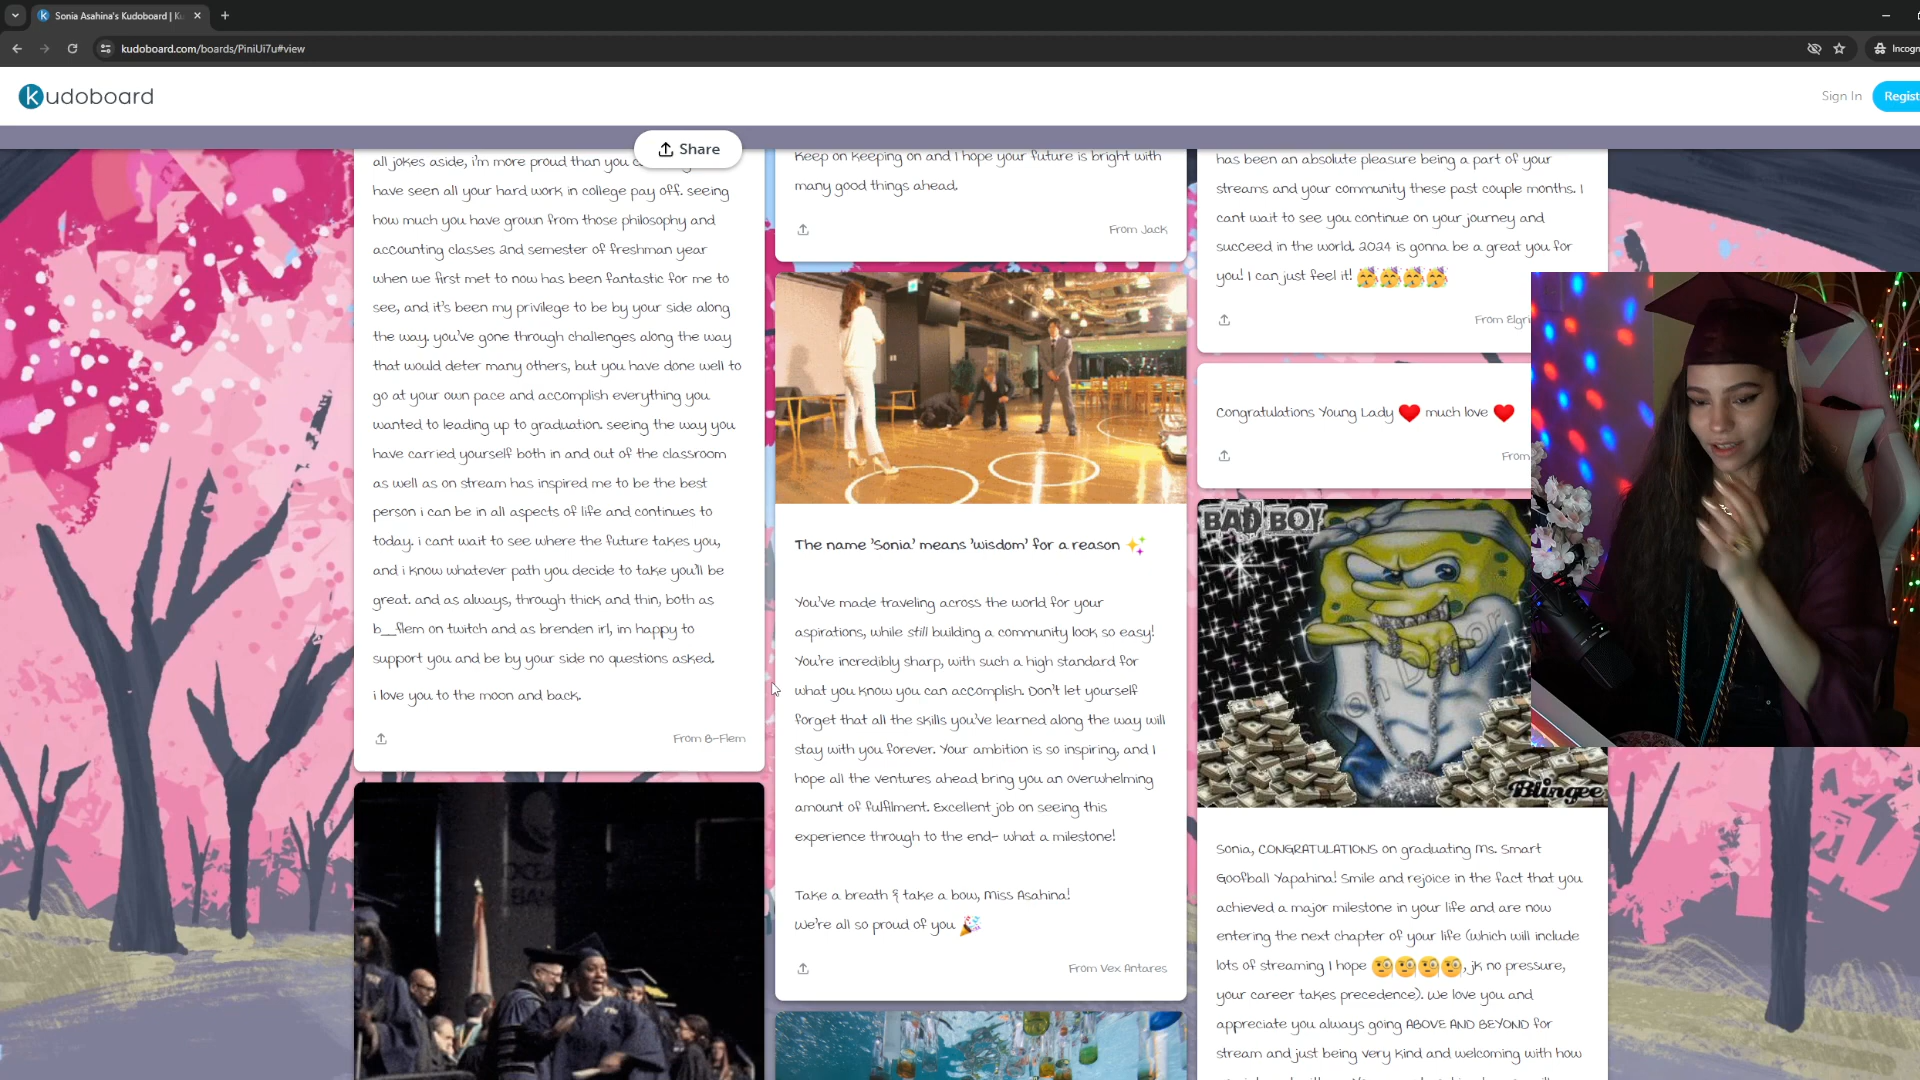 Sonia Asahina's Kudoboard | Ku
kudoboard.com/boards/PiniUi7u#view
Incogn
kudoboard
Sign In
Regist
Share
all jokes aside, i'm more proud than you c
have seen all your hard work in college pay off. seeing
how much you have grown from those philosophy and
accounting classes 2nd semester of freshman year
when we first met to now has been fantastic for me to
see, and it's been my privilege to be by your side along
the way. you've gone through challenges along the way
that would deter many others, but you have done well to
go at your own pace and accomplish everything you
wanted to leading up to graduation. seeing the way you
have carried yourself both in and out of the classroom
as well as on stream has inspired me to be the best
person i can be in all aspects of life and continues to
today. i cant wait to see where the future takes you,
and i know whatever path you decide to take you'll be
great. and as always, through thick and thin, both as
b__flem on twitch and as brenden irl, im happy to
support you and be by your side no questions asked.
i love you to the moon and back.
From B-Flem
Keep on keeping on and I hope your future is bright with
many good things ahead.
From Jack
The name 'Sonia' means 'wisdom' for a reason ✨
You've made traveling across the world for your
aspirations, while still building a community look so easy!
You're incredibly sharp, with such a high standard for
what you know you can accomplish. Don't let yourself
forget that all the skills you've learned along the way will
stay with you forever. Your ambition is so inspiring, and I
hope all the ventures ahead bring you an overwhelming
amount of fulfilment. Excellent job on seeing this
experience through to the end- what a milestone!
Take a breath & take a bow, Miss Asahina!
We're all so proud of you 🎉
From Vex Antares
has been an absolute pleasure being a part of your
streams and your community these past couple months. I
cant wait to see you continue on your journey and
succeed in the world. 2024 is gonna be a great you for
you! I can just feel it! 🥳🥳🥳🥳
From Elgri
Congratulations Young Lady ❤️ much love ❤️
From
BAD BOY
Blingee
Sonia, CONGRATULATIONS on graduating Ms. Smart
Goofball Yapahina! Smile and rejoice in the fact that you
achieved a major milestone in your life and are now
entering the next chapter of your life (which will include
lots of streaming I hope 🧐🧐🧐🧐, jk no pressure,
your career takes precedence). We love you and
appreciate you always going ABOVE AND BEYOND for
stream and just being very kind and welcoming with how